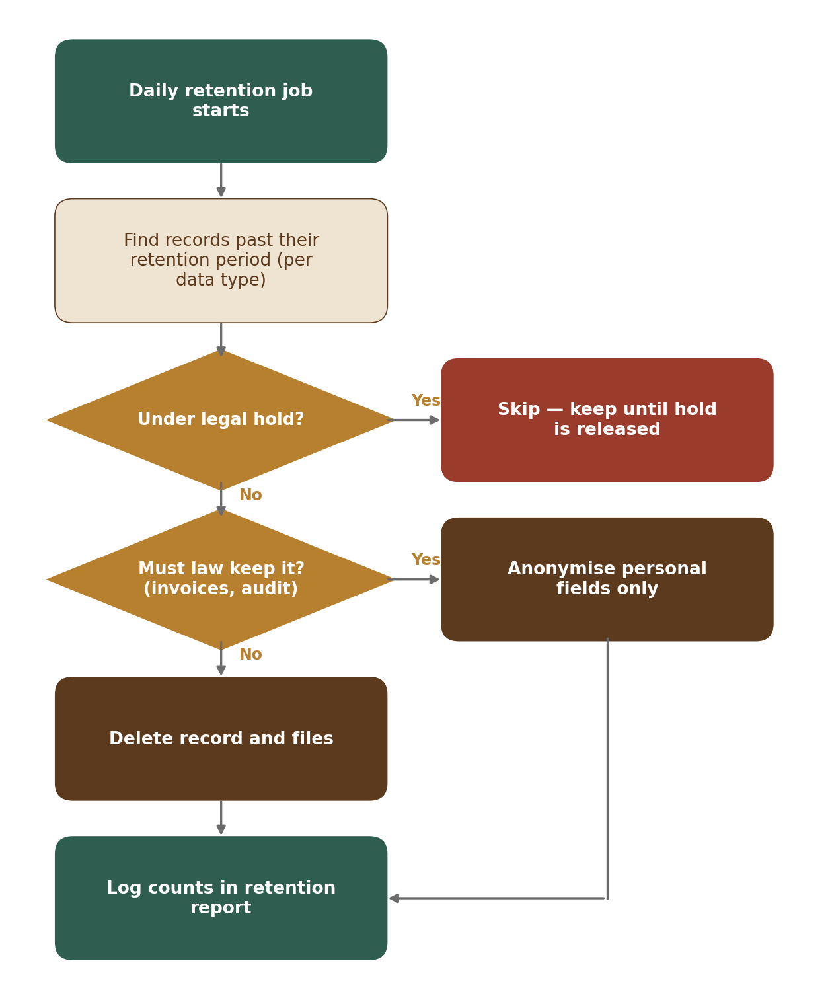 Daily retention job
starts
Find records past their
retention period (per
data type)
Under legal hold?
Yes
Skip — keep until hold
is released
No
Must law keep it?
(invoices, audit)
Yes
Anonymise personal
fields only
No
Delete record and files
Log counts in retention
report